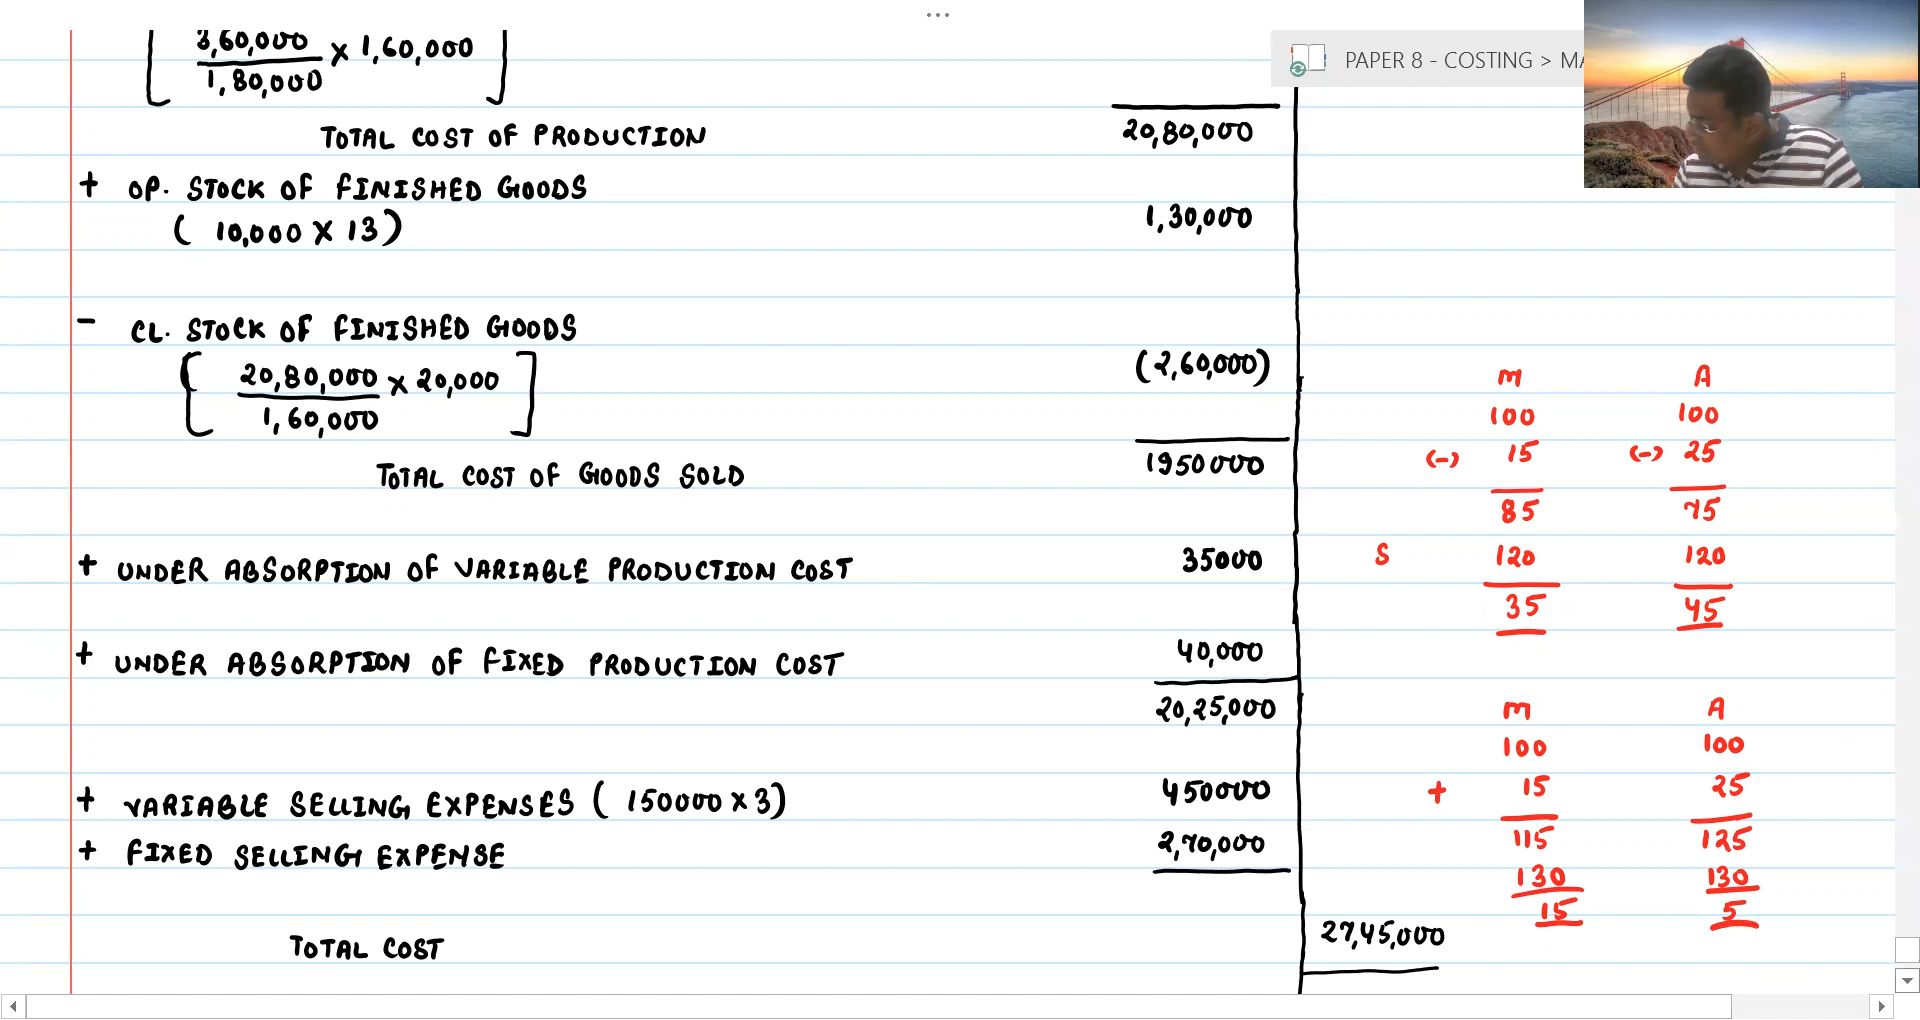 ...
PAPER 8 - COSTING > MA
3,60,000 × 1,60,000
1,80,000
TOTAL COST OF PRODUCTION 20,80,000
+ OP. STOCK OF FINISHED GOODS
(10,000 × 13) 1,30,000
- CL. STOCK OF FINISHED GOODS
20,80,000 × 20,000 (2,60,000)
1,60,000
TOTAL COST OF GOODS SOLD 1950000
+ UNDER ABSORPTION OF VARIABLE PRODUCTION COST 35000
+ UNDER ABSORPTION OF FIXED PRODUCTION COST 40,000
20,25,000
+ VARIABLE SELLING EXPENSES (150000 × 3) 450000
+ FIXED SELLING EXPENSE 2,70,000
TOTAL COST 27,45,000
M A
100 100
(-) 15 (-) 25
85 75
S 120 120
35 45
M A
100 100
+ 15 25
115 125
130 130
15 5